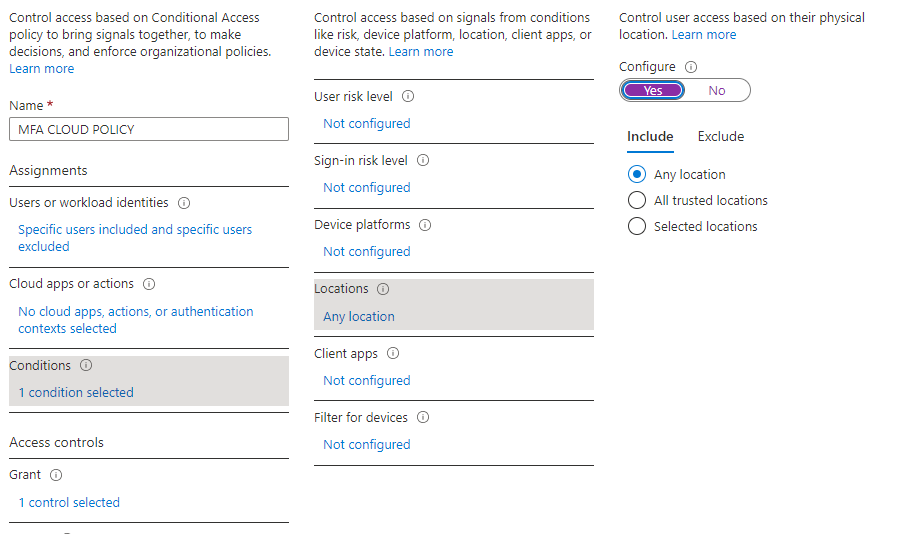 Control access based on Conditional Access
policy to bring signals together, to make
decisions, and enforce organizational policies.
Learn more
Name *
MFA CLOUD POLICY
Assignments
Users or workload identities
Specific users included and specific users
excluded
Cloud apps or actions
No cloud apps, actions, or authentication
contexts selected
Conditions
1 condition selected
Access controls
Grant
1 control selected
Control access based on signals from conditions
like risk, device platform, location, client apps, or
device state. Learn more
User risk level
Not configured
Sign-in risk level
Not configured
Device platforms
Not configured
Locations
Any location
Client apps
Not configured
Filter for devices
Not configured
Control user access based on their physical
location. Learn more
Configure
Yes No
Include Exclude
Any location
All trusted locations
Selected locations